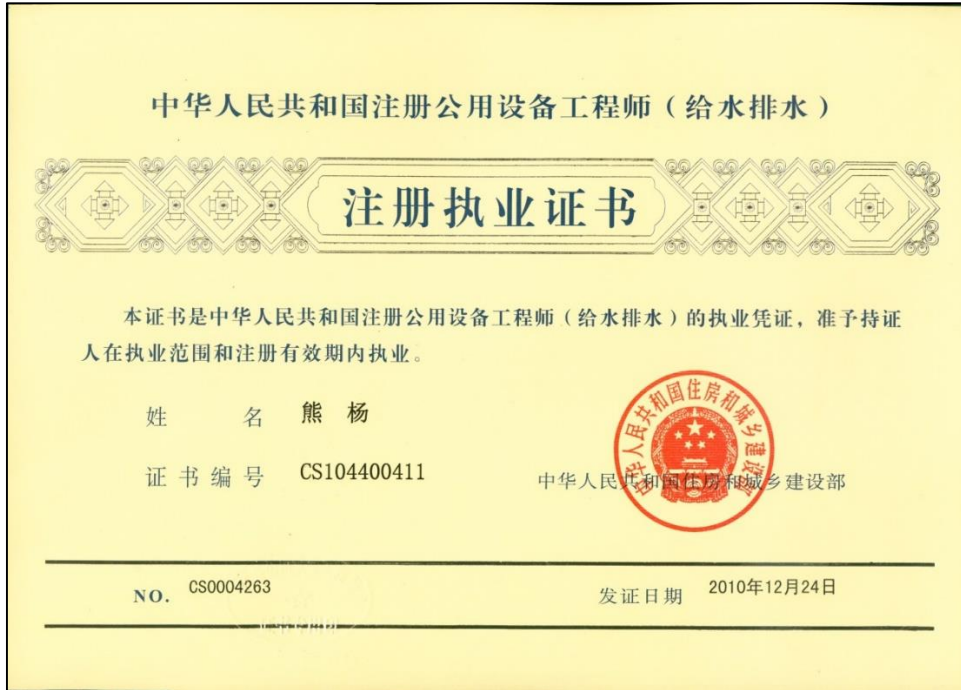 中华人民共和国注册公用设备工程师（给水排水）
注册执业证书
本证书是中华人民共和国注册公用设备工程师（给水排水）的执业凭证，准予持证
人在执业范围和注册有效期内执业。
姓 名 熊 杨
中华人民共和国住房和城乡建设部
证书编号 CS104400411
中华人民共和国住房和城乡建设部
NO. CS0004263
发证日期 2010年12月24日